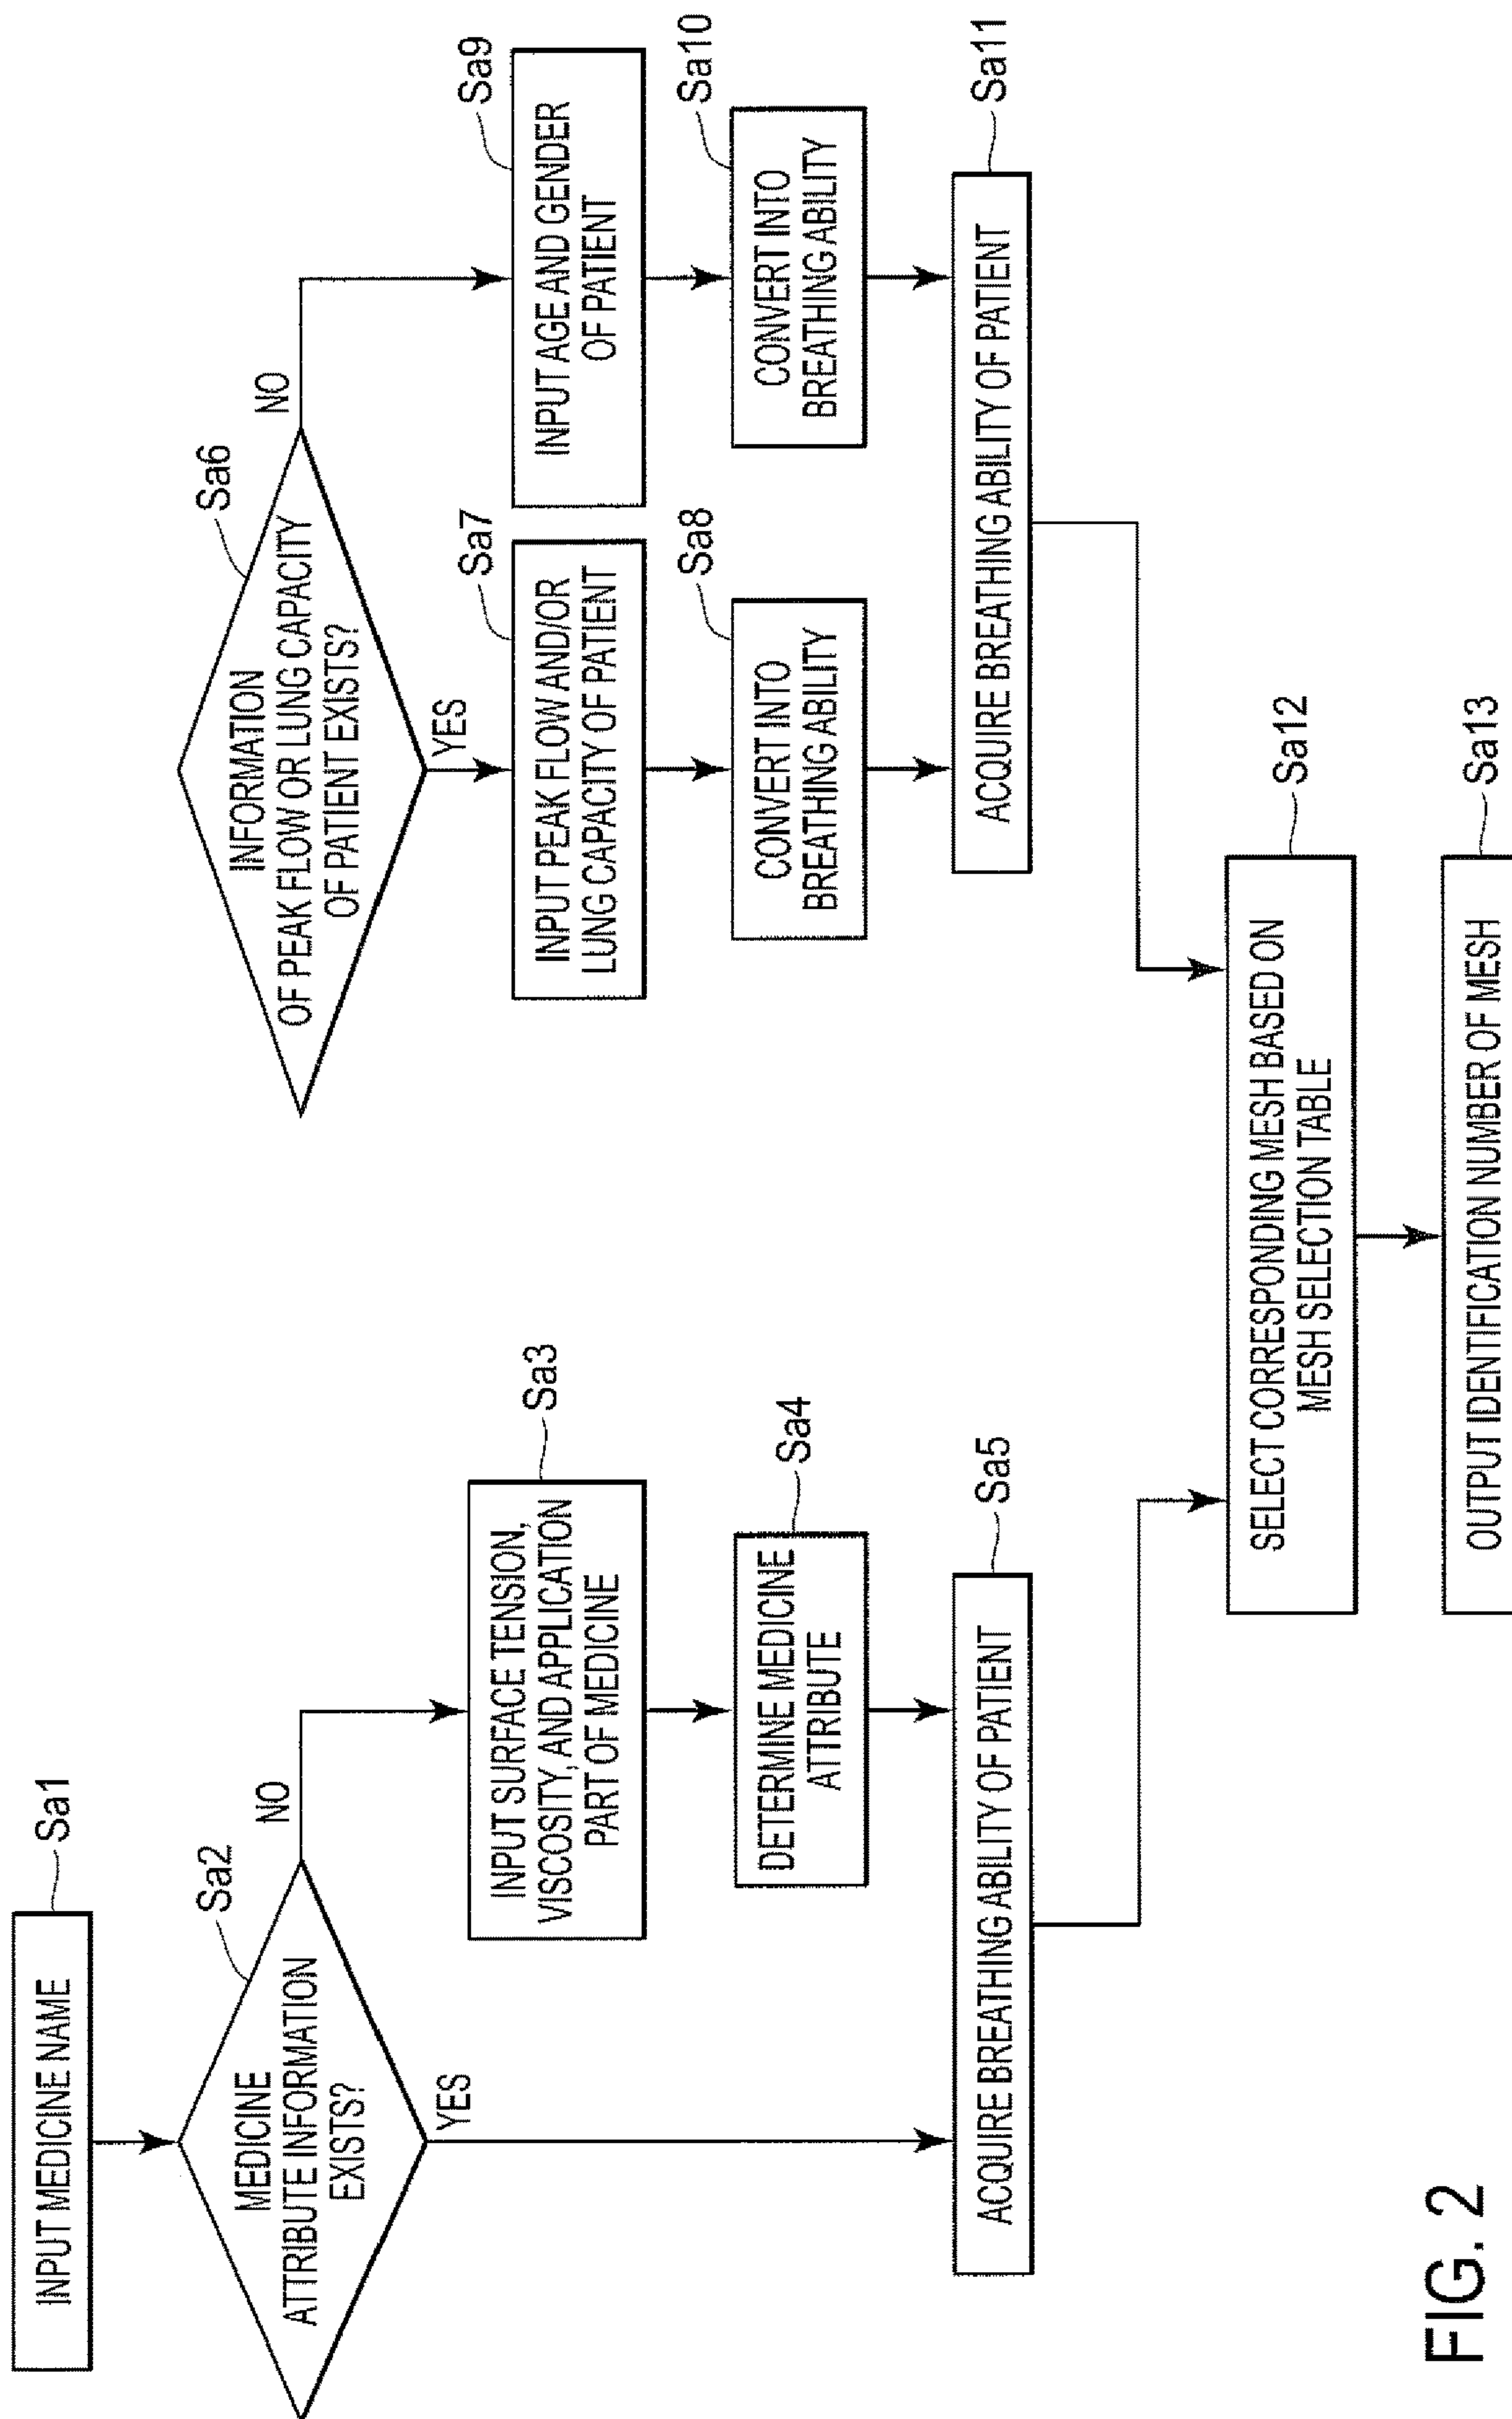 INPUT MEDICINE NAME
Sa1
MEDICINE
ATTRIBUTE INFORMATION
EXISTS?
Sa2
NO
YES
INPUT SURFACE TENSION,
VISCOSITY, AND APPLICATION
PART OF MEDICINE
Sa3
DETERMINE MEDICINE
ATTRIBUTE
Sa4
ACQUIRE BREATHING ABILITY OF PATIENT
Sa5
INFORMATION
OF PEAK FLOW OR LUNG CAPACITY
OF PATIENT EXISTS?
Sa6
NO
YES
INPUT PEAK FLOW AND/OR
LUNG CAPACITY OF PATIENT
Sa7
CONVERT INTO
BREATHING ABILITY
Sa8
INPUT AGE AND GENDER
OF PATIENT
Sa9
CONVERT INTO
BREATHING ABILITY
Sa10
ACQUIRE BREATHING ABILITY OF PATIENT
Sa11
SELECT CORRESPONDING MESH BASED ON
MESH SELECTION TABLE
Sa12
OUTPUT IDENTIFICATION NUMBER OF MESH
Sa13
FIG. 2